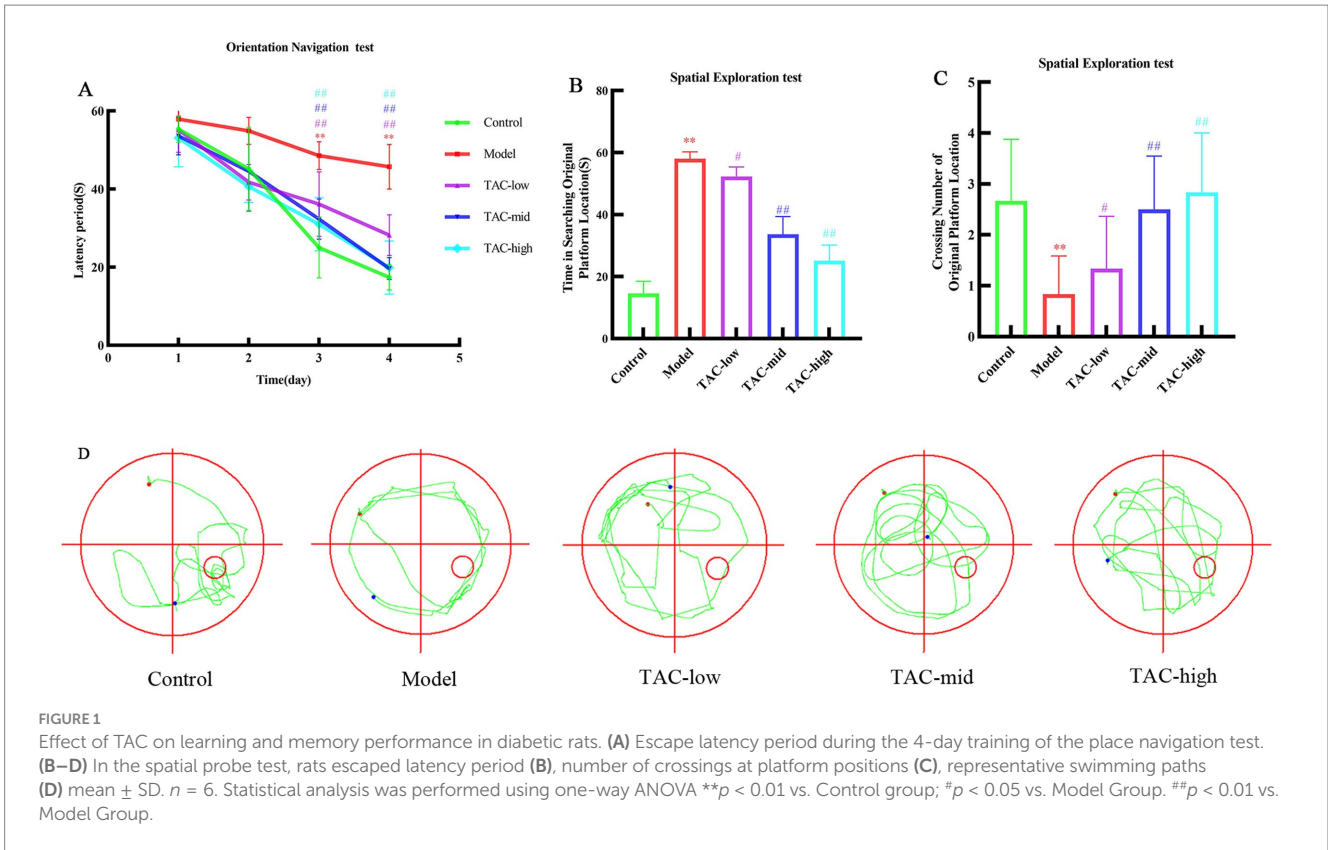 Orientation Navigation test
A
##
##
##
##
##
##
**
**
60
40
20
0
Latency period(S)
0
1
2
3
4
5
Time(day)
Control
Model
TAC-low
TAC-mid
TAC-high
B
Spatial Exploration test
80
60
40
20
0
Time in Searching Original
Platform Location(S)
**
#
##
##
Control
Model
TAC-low
TAC-mid
TAC-high
C
Spatial Exploration test
5
4
3
2
1
0
Crossing Number of
Original Platform Location
**
#
##
##
Control
Model
TAC-low
TAC-mid
TAC-high
D
Control
Model
TAC-low
TAC-mid
TAC-high
FIGURE 1
Effect of TAC on learning and memory performance in diabetic rats. (A) Escape latency period during the 4-day training of the place navigation test.
(B–D) In the spatial probe test, rats escaped latency period (B), number of crossings at platform positions (C), representative swimming paths
(D) mean ± SD. n = 6. Statistical analysis was performed using one-way ANOVA **p < 0.01 vs. Control group; #p < 0.05 vs. Model Group. ##p < 0.01 vs.
Model Group.